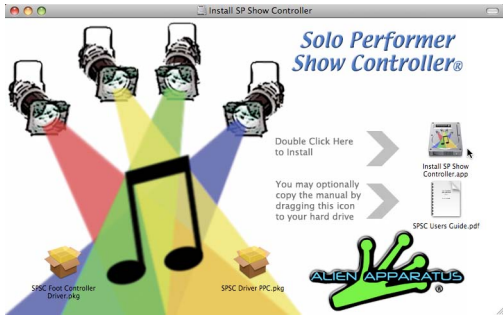 Install SP Show Controller
Solo Performer
Show Controller®
Double Click Here
to Install
Install SP Show
Controller.app
You may optionally
copy the manual by
dragging this icon
to your hard drive
SPSC Users Guide.pdf
SPSC Foot Controller
Driver.pkg
SPSC Driver PPC.pkg
ALIEN APPARATUS®